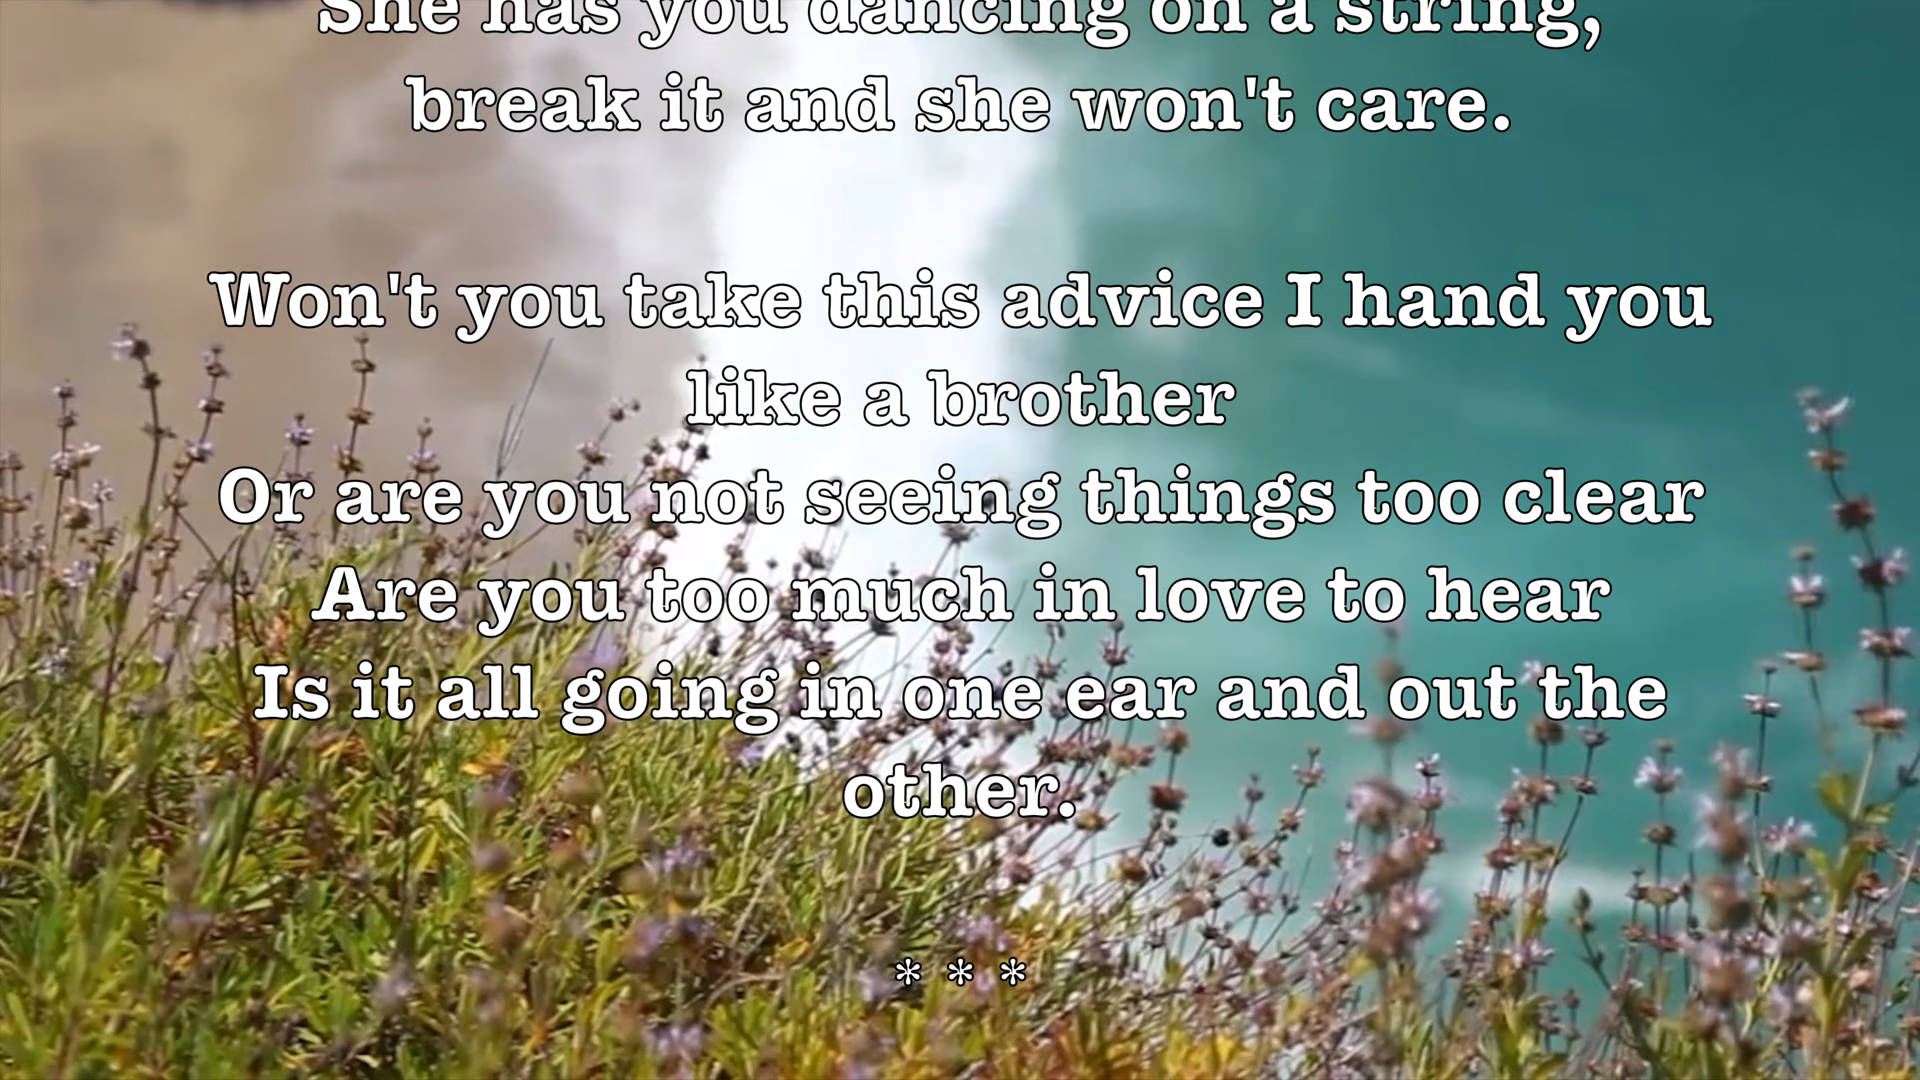 She has you dancing on a string,
break it and she won't care.
Won't you take this advice I hand you
like a brother
Or are you not seeing things too clear
Are you too much in love to hear
Is it all going in one ear and out the
other.
* * *